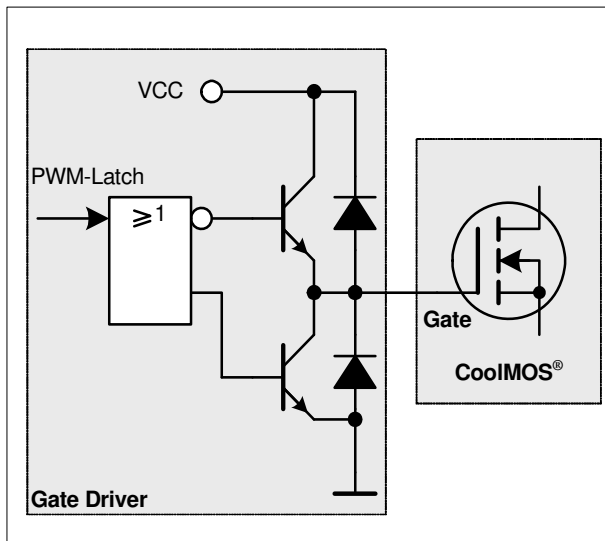 VCC
PWM-Latch
≥1
Gate
CoolMOS®
Gate Driver